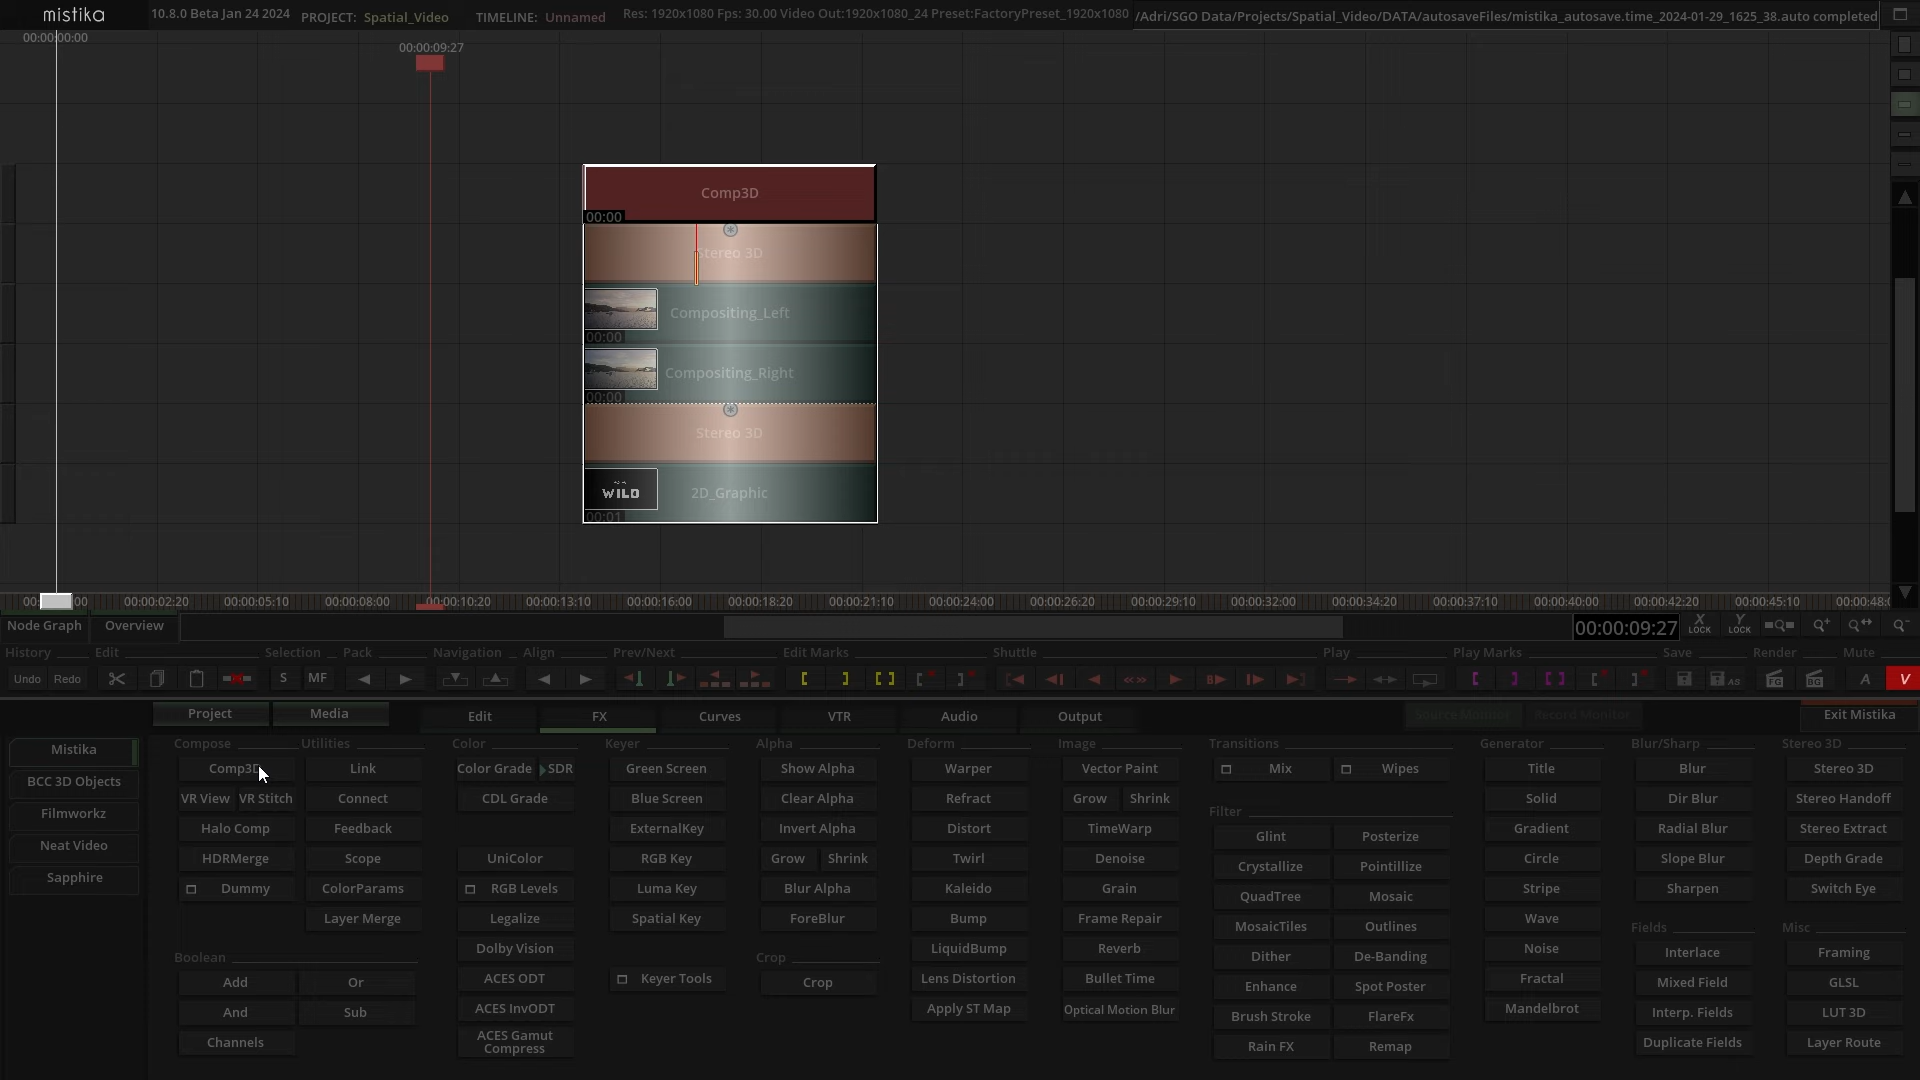 mistika
10.8.0 Beta Jan 24 2024 PROJECT: Spatial_Video TIMELINE: Unnamed Res: 1920x1080 Fps: 30.00 Video Out:1920x1080_24 Preset:FactoryPreset_1920x1080 /Adri/SGO Data/Projects/Spatial_Video/DATA/autosaveFiles/mistika_autosave.time_2024-01-29_1625_38.auto completed
00:00:00:00
00:00:09:27
Comp3D
00:00
Stereo 3D
Compositing_Left
00:00
Compositing_Right
00:00
Stereo 3D
WILD
2D_Graphic
00:01
00:00:02:20 00:00:05:10 00:00:08:00 00:00:10:20 00:00:13:10 00:00:16:00 00:00:18:20 00:00:21:10 00:00:24:00 00:00:26:20 00:00:29:10 00:00:32:00 00:00:34:20 00:00:37:10 00:00:40:00 00:00:42:20 00:00:45:10 00:00:48:0
Node Graph Overview 00:00:09:27 X LOCK Y LOCK
History Edit Selection Pack Navigation Align Prev/Next Edit Marks Shuttle Play Play Marks Save Render Mute
Undo Redo S MF AS FG BG A V
Project Media Edit FX Curves VTR Audio Output Source Monitor Record Monitor Exit Mistika
Mistika
BCC 3D Objects
Filmworkz
Neat Video
Sapphire
Compose
Comp3D
VR View VR Stitch
Halo Comp
HDRMerge
Dummy
Boolean
Add Or
And Sub
Channels
Utilities
Link
Connect
Feedback
Scope
ColorParams
Layer Merge
Color
Color Grade SDR
CDL Grade
UniColor
RGB Levels
Legalize
Dolby Vision
ACES ODT
ACES InvODT
ACES Gamut
Compress
Keyer
Green Screen
Blue Screen
ExternalKey
RGB Key
Luma Key
Spatial Key
Keyer Tools
Alpha
Show Alpha
Clear Alpha
Invert Alpha
Grow Shrink
Blur Alpha
ForeBlur
Crop
Crop
Deform
Warper
Refract
Distort
Twirl
Kaleido
Bump
LiquidBump
Lens Distortion
Apply ST Map
Image
Vector Paint
Grow Shrink
TimeWarp
Denoise
Grain
Frame Repair
Reverb
Bullet Time
Optical Motion Blur
Transitions
Mix Wipes
Filter
Glint Posterize
Crystallize Pointillize
QuadTree Mosaic
MosaicTiles Outlines
Dither De-Banding
Enhance Spot Poster
Brush Stroke FlareFx
Rain FX Remap
Generator
Title
Solid
Gradient
Circle
Stripe
Wave
Noise
Fractal
Mandelbrot
Blur/Sharp
Blur
Dir Blur
Radial Blur
Slope Blur
Sharpen
Fields
Interlace
Mixed Field
Interp. Fields
Duplicate Fields
Stereo 3D
Stereo 3D
Stereo Handoff
Stereo Extract
Depth Grade
Switch Eye
Misc
Framing
GLSL
LUT 3D
Layer Route